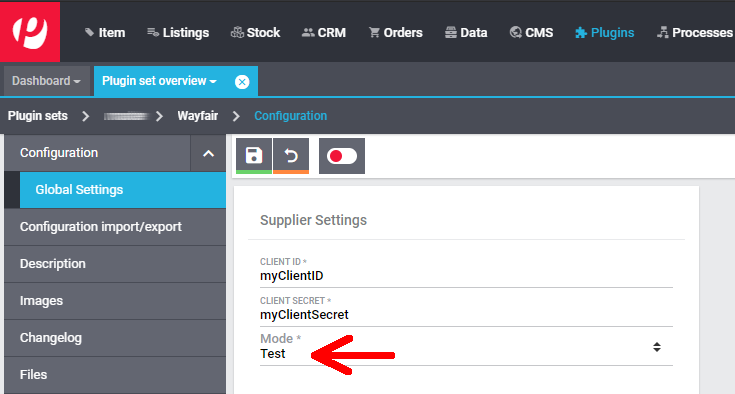 Item Listings Stock CRM Orders Data CMS Plugins Processes
Dashboard Plugin set overview
Plugin sets Wayfair Configuration
Configuration
Global Settings
Configuration import/export
Description
Images
Changelog
Files
Supplier Settings
CLIENT ID *
myClientID
CLIENT SECRET *
myClientSecret
Mode *
Test